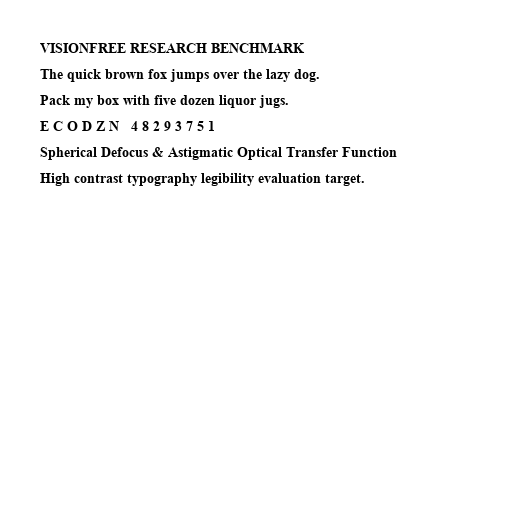 VISIONFREE RESEARCH BENCHMARK
The quick brown fox jumps over the lazy dog.
Pack my box with five dozen liquor jugs.
E C O D Z N   4 8 2 9 3 7 5 1
Spherical Defocus & Astigmatic Optical Transfer Function
High contrast typography legibility evaluation target.